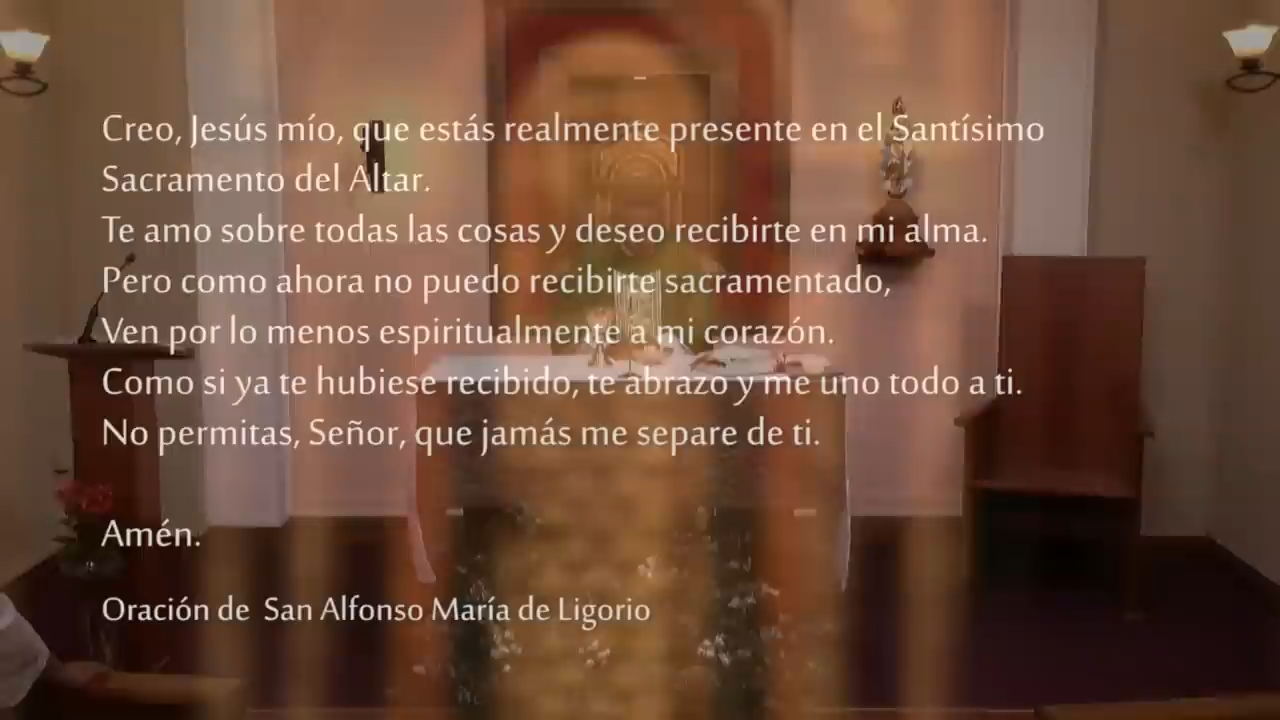 Creo, Jesús mío, que estás realmente presente en el Santísimo
Sacramento del Altar.
Te amo sobre todas las cosas y deseo recibirte en mi alma.
Pero como ahora no puedo recibirte sacramentado,
Ven por lo menos espiritualmente a mi corazón.
Como si ya te hubiese recibido, te abrazo y me uno todo a ti.
No permitas, Señor, que jamás me separe de ti.
Amén.
Oración de  San Alfonso María de Ligorio